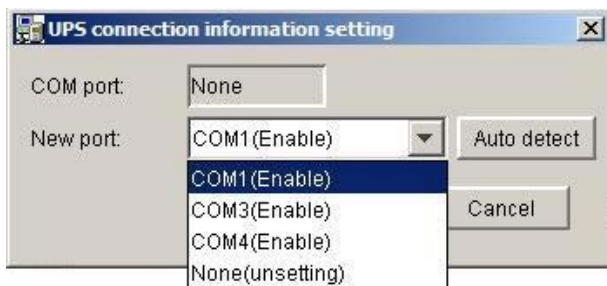 UPS connection information setting
COM port: None
New port: COM1(Enable) Auto detect
COM1(Enable)
COM3(Enable)
COM4(Enable)
None(unsetting)
Cancel